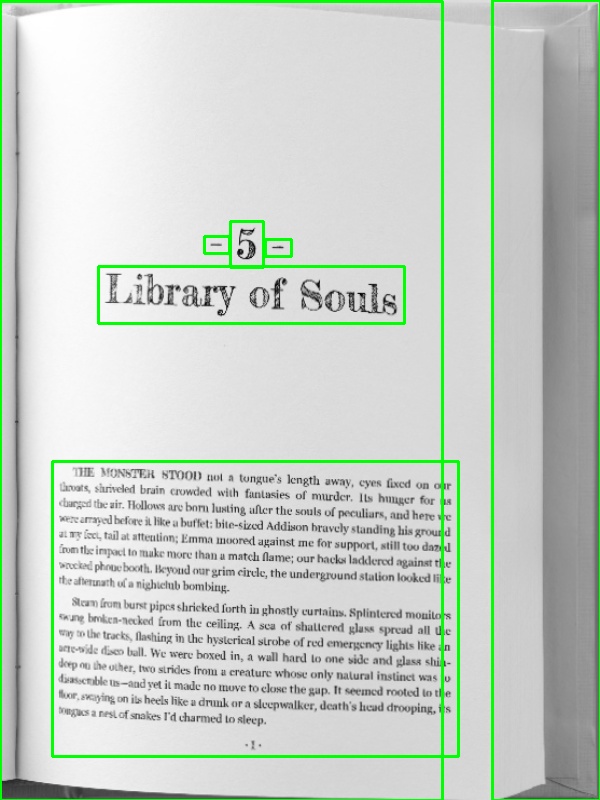 - 5 -
Library of Souls
THE MONSTER STOOD not a tongue's length away, eyes fixed on our
throats, shriveled brain crowded with fantasies of murder. Its hunger for us
charged the air. Hollows are born lusting after the souls of peculiars, and here we
were arrayed before it like a buffet: bite-sized Addison bravely standing his ground
at my feet, tail at attention; Emma moored against me for support, still too dazed
from the impact to make more than a match flame; our backs laddered against the
wrecked phone booth. Beyond our grim circle, the underground station looked like
the aftermath of a nightclub bombing.
Steam from burst pipes shrieked forth in ghostly curtains. Splintered monitors
swung broken-necked from the ceiling. A sea of shattered glass spread all the
way to the tracks, flashing in the hysterical strobe of red emergency lights like an
acre-wide disco ball. We were boxed in, a wall hard to one side and glass shin-
deep on the other, two strides from a creature whose only natural instinct was to
disassemble us—and yet it made no move to close the gap. It seemed rooted to the
floor, swaying on its heels like a drunk or a sleepwalker, death's head drooping, its
tongues a nest of snakes I'd charmed to sleep.
· 1 ·